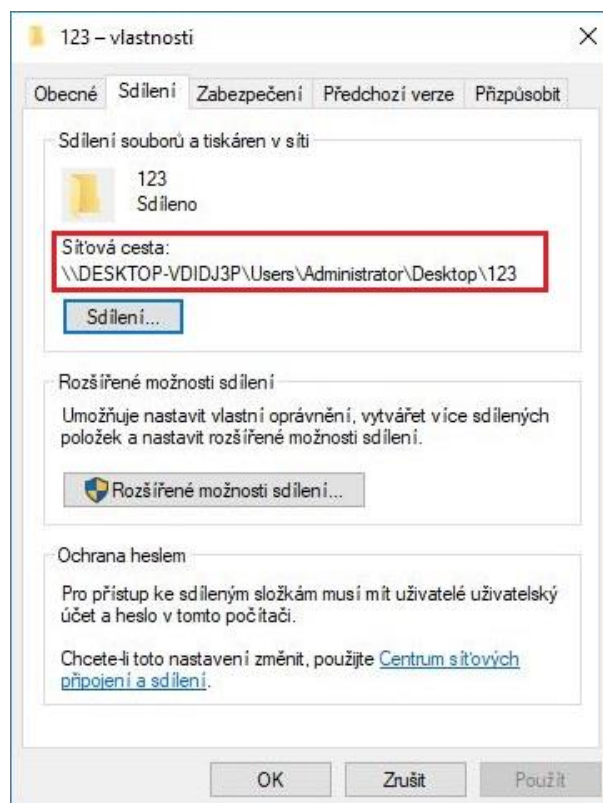 123 – vlastnosti
Obecné Sdílení Zabezpečení Předchozí verze Přizpůsobit
Sdílení souborů a tiskáren v síti
123
Sdíleno
Síťová cesta:
\\DESKTOP-VDIDJ3P\Users\Administrator\Desktop\123
Sdílení...
Rozšířené možnosti sdílení
Umožňuje nastavit vlastní oprávnění, vytvářet více sdílených
položek a nastavit rozšířené možnosti sdílení.
Rozšířené možnosti sdílení...
Ochrana heslem
Pro přístup ke sdíleným složkám musí mít uživatelé uživatelský
účet a heslo v tomto počítači.
Chcete-li toto nastavení změnit, použijte Centrum síťových
připojení a sdílení.
OK Zrušit Použít